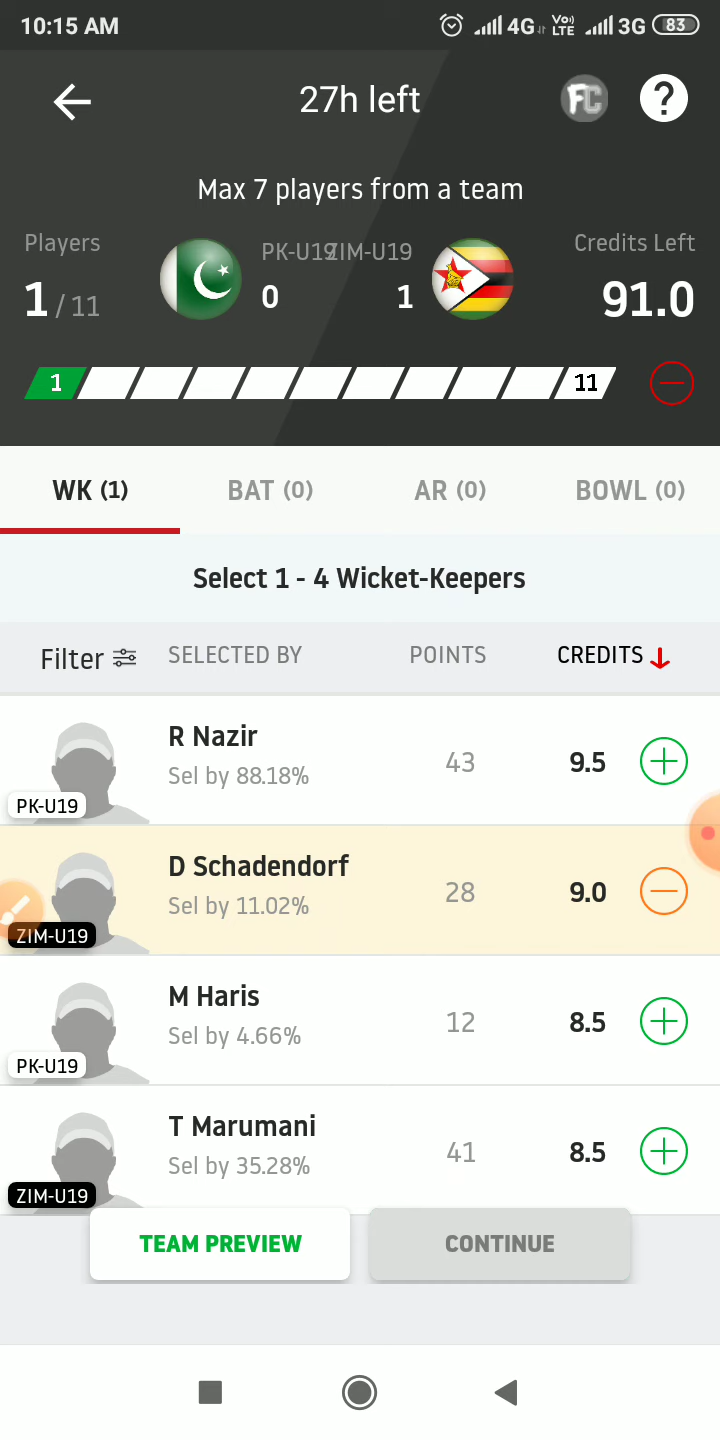 10:15 AM 4G Vo) LTE 3G 83
27h left FC ?
Max 7 players from a team
Players PK-U19 ZIM-U19 Credits Left
1 / 11 0 1 91.0
1 11
WK (1) BAT (0) AR (0) BOWL (0)
Select 1 - 4 Wicket-Keepers
Filter SELECTED BY POINTS CREDITS
R Nazir
Sel by 88.18% 43 9.5
PK-U19
D Schadendorf
Sel by 11.02% 28 9.0
ZIM-U19
M Haris
Sel by 4.66% 12 8.5
PK-U19
T Marumani
Sel by 35.28% 41 8.5
ZIM-U19
TEAM PREVIEW CONTINUE